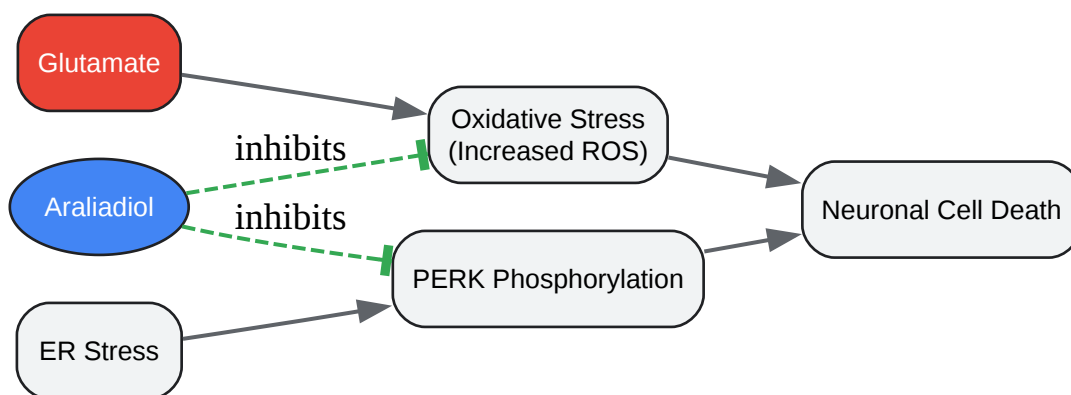 Glutamate
Oxidative Stress
(Increased ROS)
inhibits
Araliadiol
inhibits
Neuronal Cell Death
PERK Phosphorylation
ER Stress